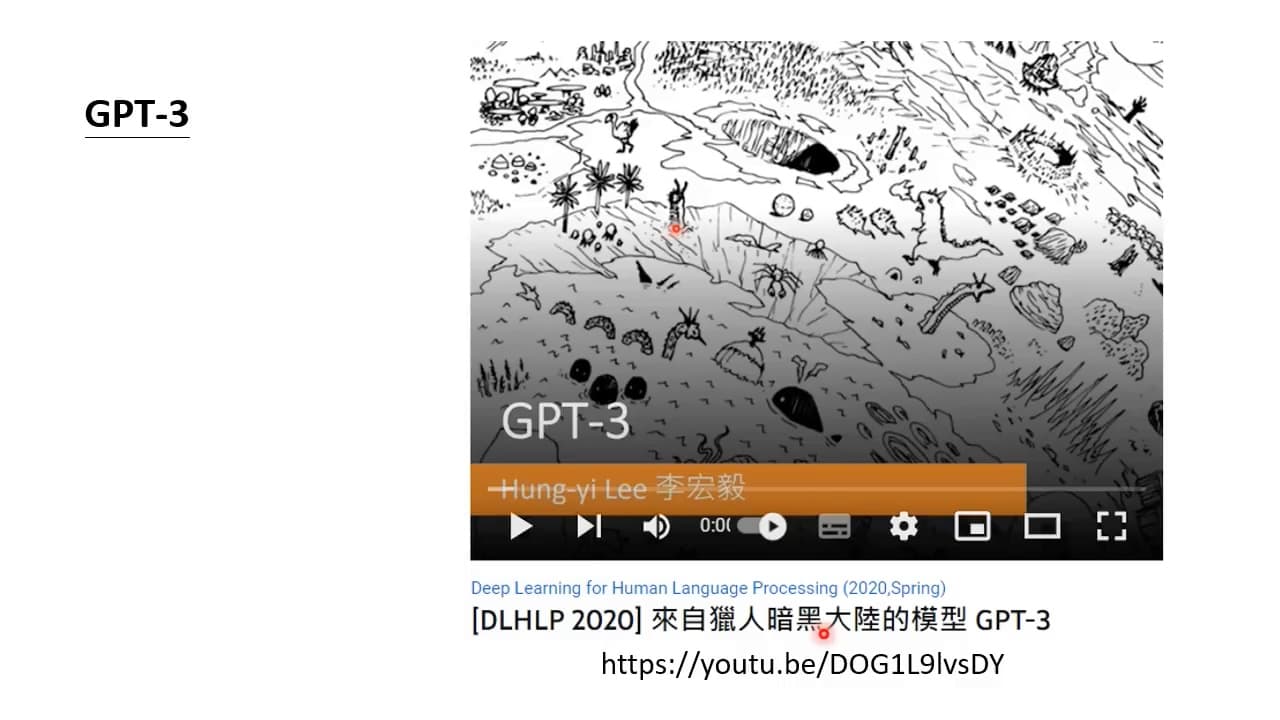 GPT-3
GPT-3
Hung-yi Lee 李宏毅
0:00
Deep Learning for Human Language Processing (2020,Spring)
[DLHLP 2020] 來自獵人暗黑大陸的模型 GPT-3
https://youtu.be/DOG1L9lvsDY